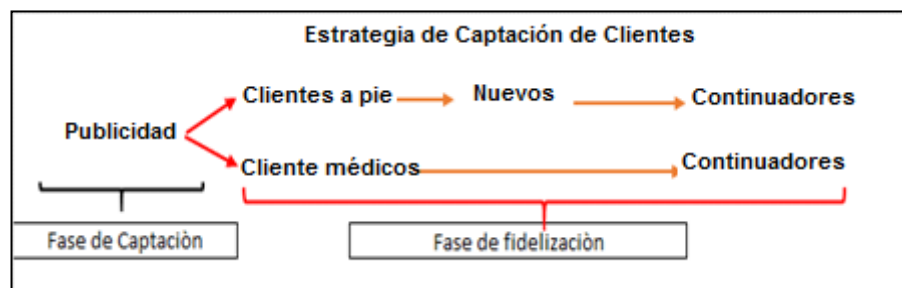 Estrategia de Captación de Clientes
Clientes a pie
Nuevos
Continuadores
Publicidad
Cliente médicos
Continuadores
Fase de Captaciòn
Fase de fidelizaciòn